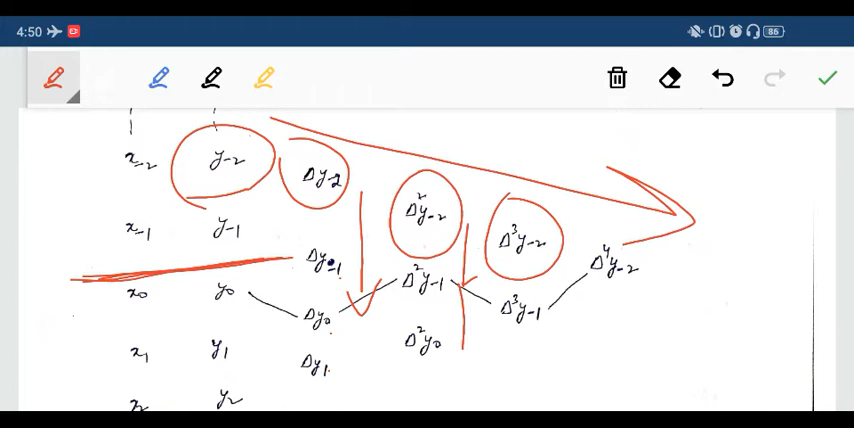 4:50 86
x₋₂ y₋₂ Δy₋₂ Δ²y₋₂
x₋₁ y₋₁ Δy₋₁ Δ³y₋₂ Δ⁴y₋₂
x₀ y₀ Δy₀ Δ²y₋₁ Δ³y₋₁
x₁ y₁ Δy₁ Δ²y₀
x₂ y₂